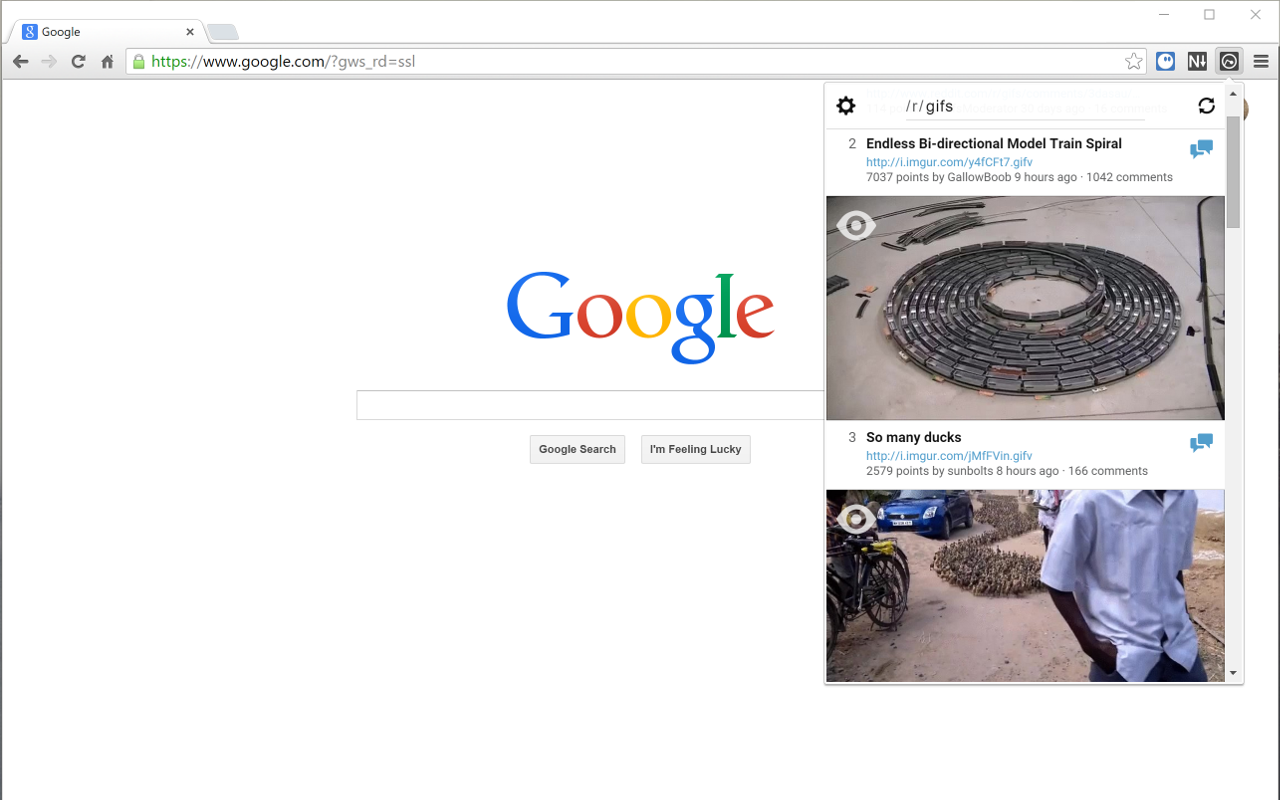 Google
https://www.google.com/?gws_rd=ssl
N
/r/gifs
2 Endless Bi-directional Model Train Spiral
http://i.imgur.com/y4fCFt7.gifv
7037 points by GallowBoob 9 hours ago · 1042 comments
Google
Google Search
I'm Feeling Lucky
3 So many ducks
http://i.imgur.com/jMfFVin.gifv
2579 points by sunbolts 8 hours ago · 166 comments